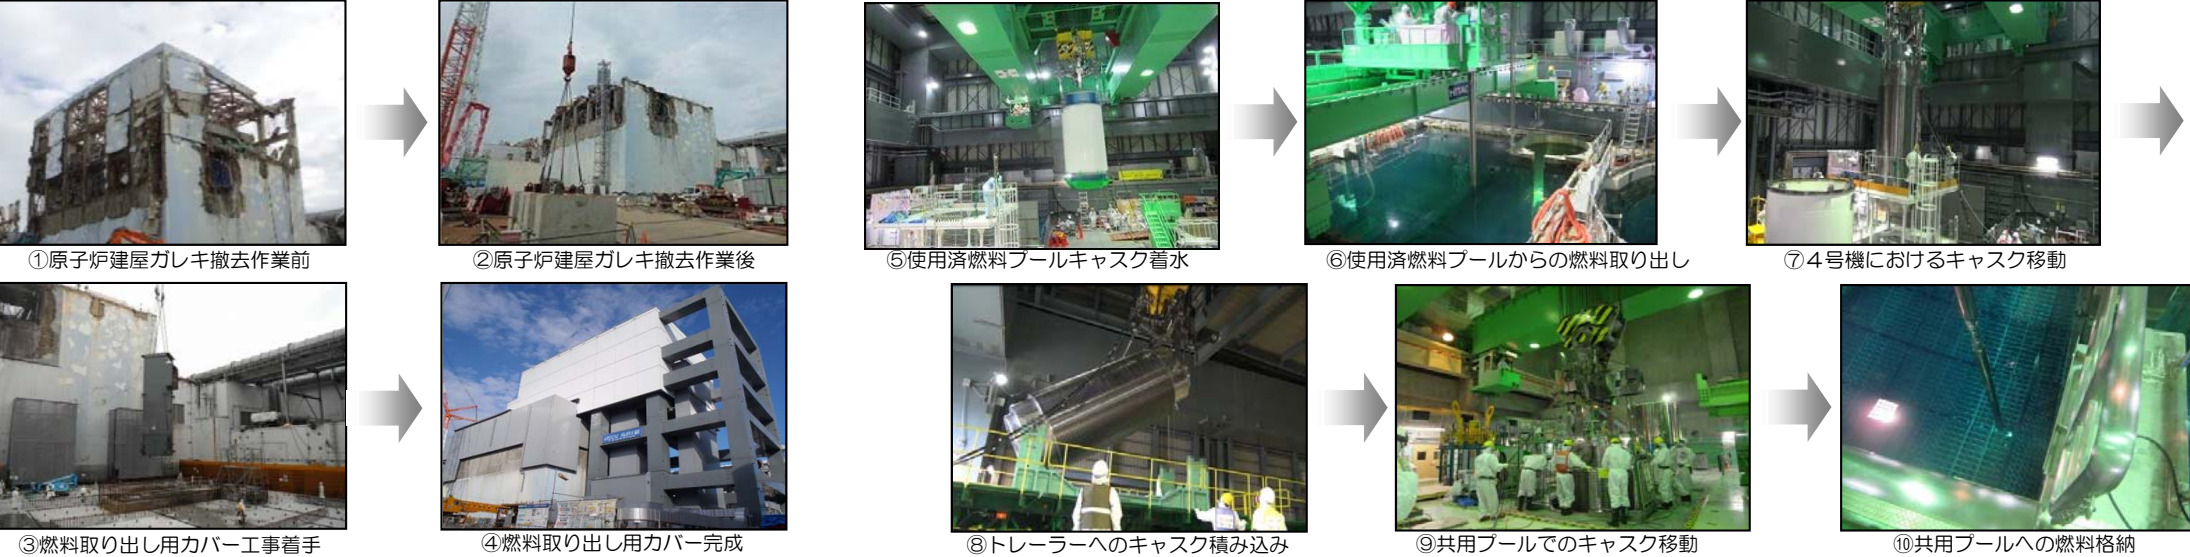 ①原子炉建屋ガレキ撤去作業前
②原子炉建屋ガレキ撤去作業後
③燃料取り出し用カバー工事着手
④燃料取り出し用カバー完成
⑤使用済燃料プールキャスク着水
⑥使用済燃料プールからの燃料取り出し
⑦4号機におけるキャスク移動
⑧トレーラーへのキャスク積み込み
⑨共用プールでのキャスク移動
⑩共用プールへの燃料格納